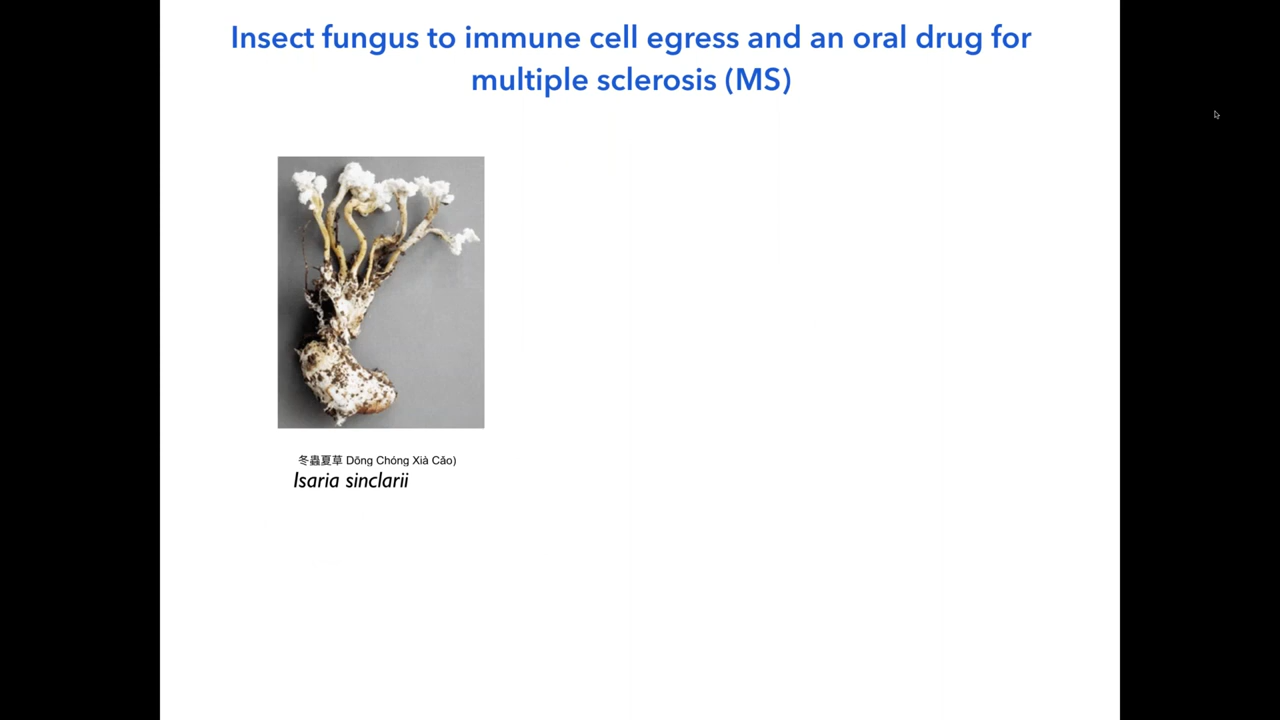 Insect fungus to immune cell egress and an oral drug for
multiple sclerosis (MS)
冬蟲夏草 Dōng Chóng Xià Cǎo)
Isaria sinclarii